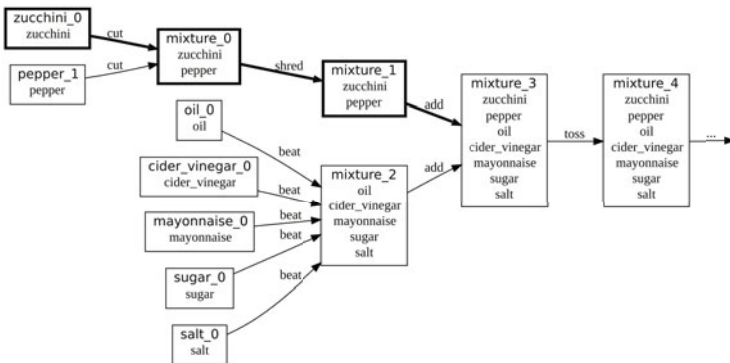 zucchini_0
zucchini
cut
pepper_1
pepper
cut
mixture_0
zucchini
pepper
shred
mixture_1
zucchini
pepper
add
oil_0
oil
beat
cider_vinegar_0
cider_vinegar
beat
mayonnaise_0
mayonnaise
beat
sugar_0
sugar
beat
salt_0
salt
beat
mixture_2
oil
cider_vinegar
mayonnaise
sugar
salt
add
mixture_3
zucchini
pepper
oil
cider_vinegar
mayonnaise
sugar
salt
toss
mixture_4
zucchini
pepper
oil
cider_vinegar
mayonnaise
sugar
salt
...